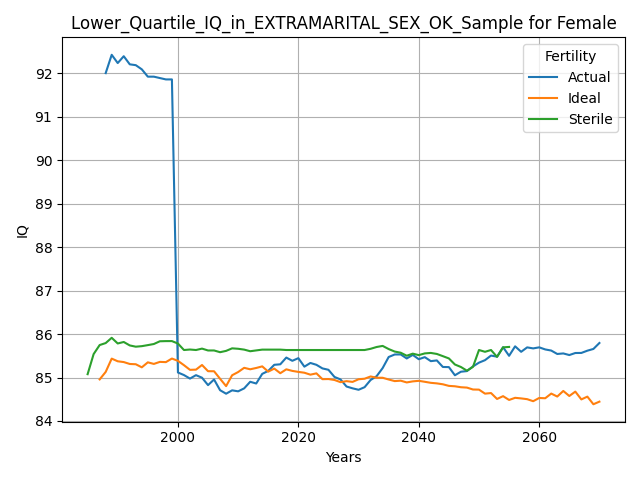 Lower_Quartile_IQ_in_EXTRAMARITAL_SEX_OK_Sample for Female
Fertility
Actual
Ideal
Sterile
IQ
92
91
90
89
88
87
86
85
84
2000
2020
2040
2060
Years